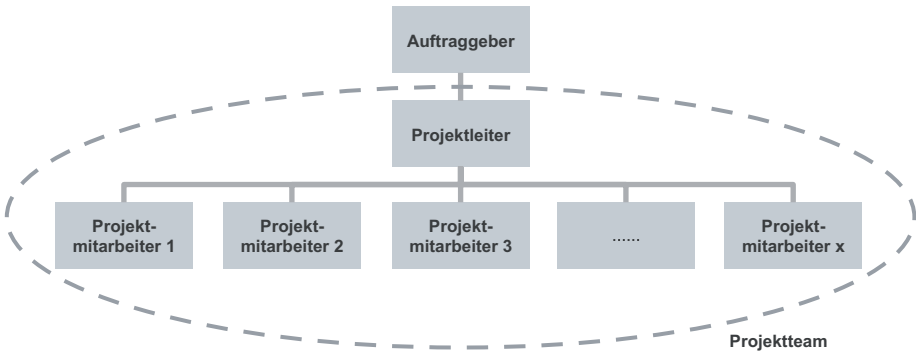 Auftraggeber
Projektleiter
Projekt-
mitarbeiter 1
Projekt-
mitarbeiter 2
Projekt-
mitarbeiter 3
......
Projekt-
mitarbeiter x
Projektteam